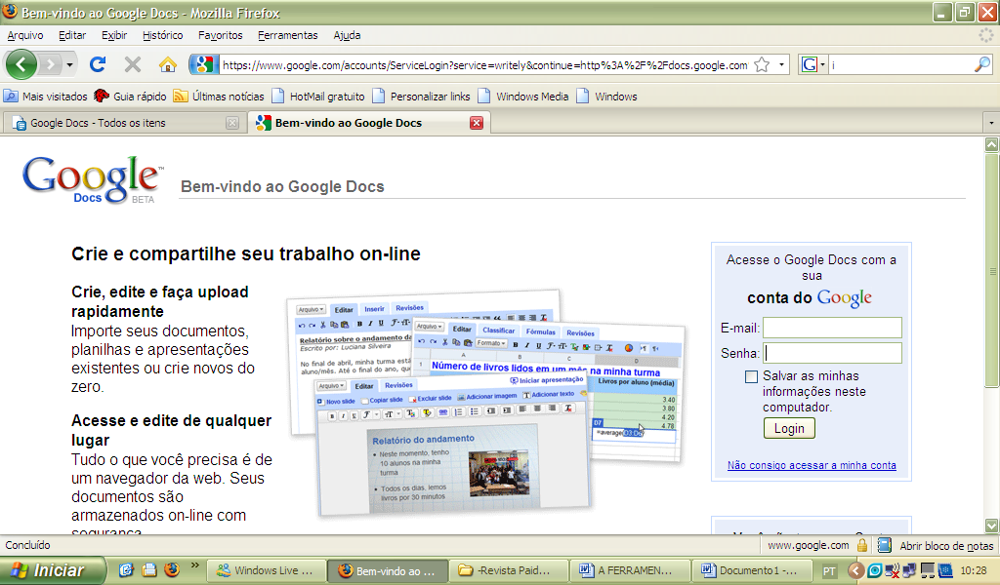 Bem-vindo ao Google Docs - Mozilla Firefox
Arquivo Editar Exibir Histórico Favoritos Ferramentas Ajuda
https://www.google.com/accounts/ServiceLogin?service=writely&continue=http%3A%2F%2Fdocs.google.com
G i
Mais visitados Guia rápido Últimas notícias HotMail gratuito Personalizar links Windows Media Windows
Google Docs - Todos os itens Bem-vindo ao Google Docs
Google™
Docs BETA
Bem-vindo ao Google Docs
Crie e compartilhe seu trabalho on-line
Crie, edite e faça upload
rapidamente
Importe seus documentos,
planilhas e apresentações
existentes ou crie novos do
zero.
Acesse e edite de qualquer
lugar
Tudo o que você precisa é de
um navegador da web. Seus
documentos são
armazenados on-line com
segurança.
Arquivo Editar Inserir Revisões
Relatório sobre o andamento da
Escrito por: Luciana Silveira
No final de abril, minha turma está
aluno/mês. Até o final do ano, que
Arquivo Editar Classificar Fórmulas Revisões
Formato
A B C D
1 Número de livros lidos em um mês na minha turma
Livros por aluno (média)
3.40
3.80
4.20
4.78
D7
=average(D3:D6)
Iniciar apresentação
Arquivo Editar Revisões
Novo slide Copiar slide Excluir slide Adicionar imagem Adicionar texto
Relatório do andamento
• Neste momento, tenho
10 alunos na minha
turma
• Todos os dias, lemos
livros por 30 minutos
Acesse o Google Docs com a
sua
conta do Google
E-mail:
Senha:
Salvar as minhas
informações neste
computador.
Login
Não consigo acessar a minha conta
Concluído www.google.com Abrir bloco de notas
Iniciar Windows Live ... Bem-vindo ao ... -Revista Paid... A FERRAMEN... Documento1 -... PT 10:28